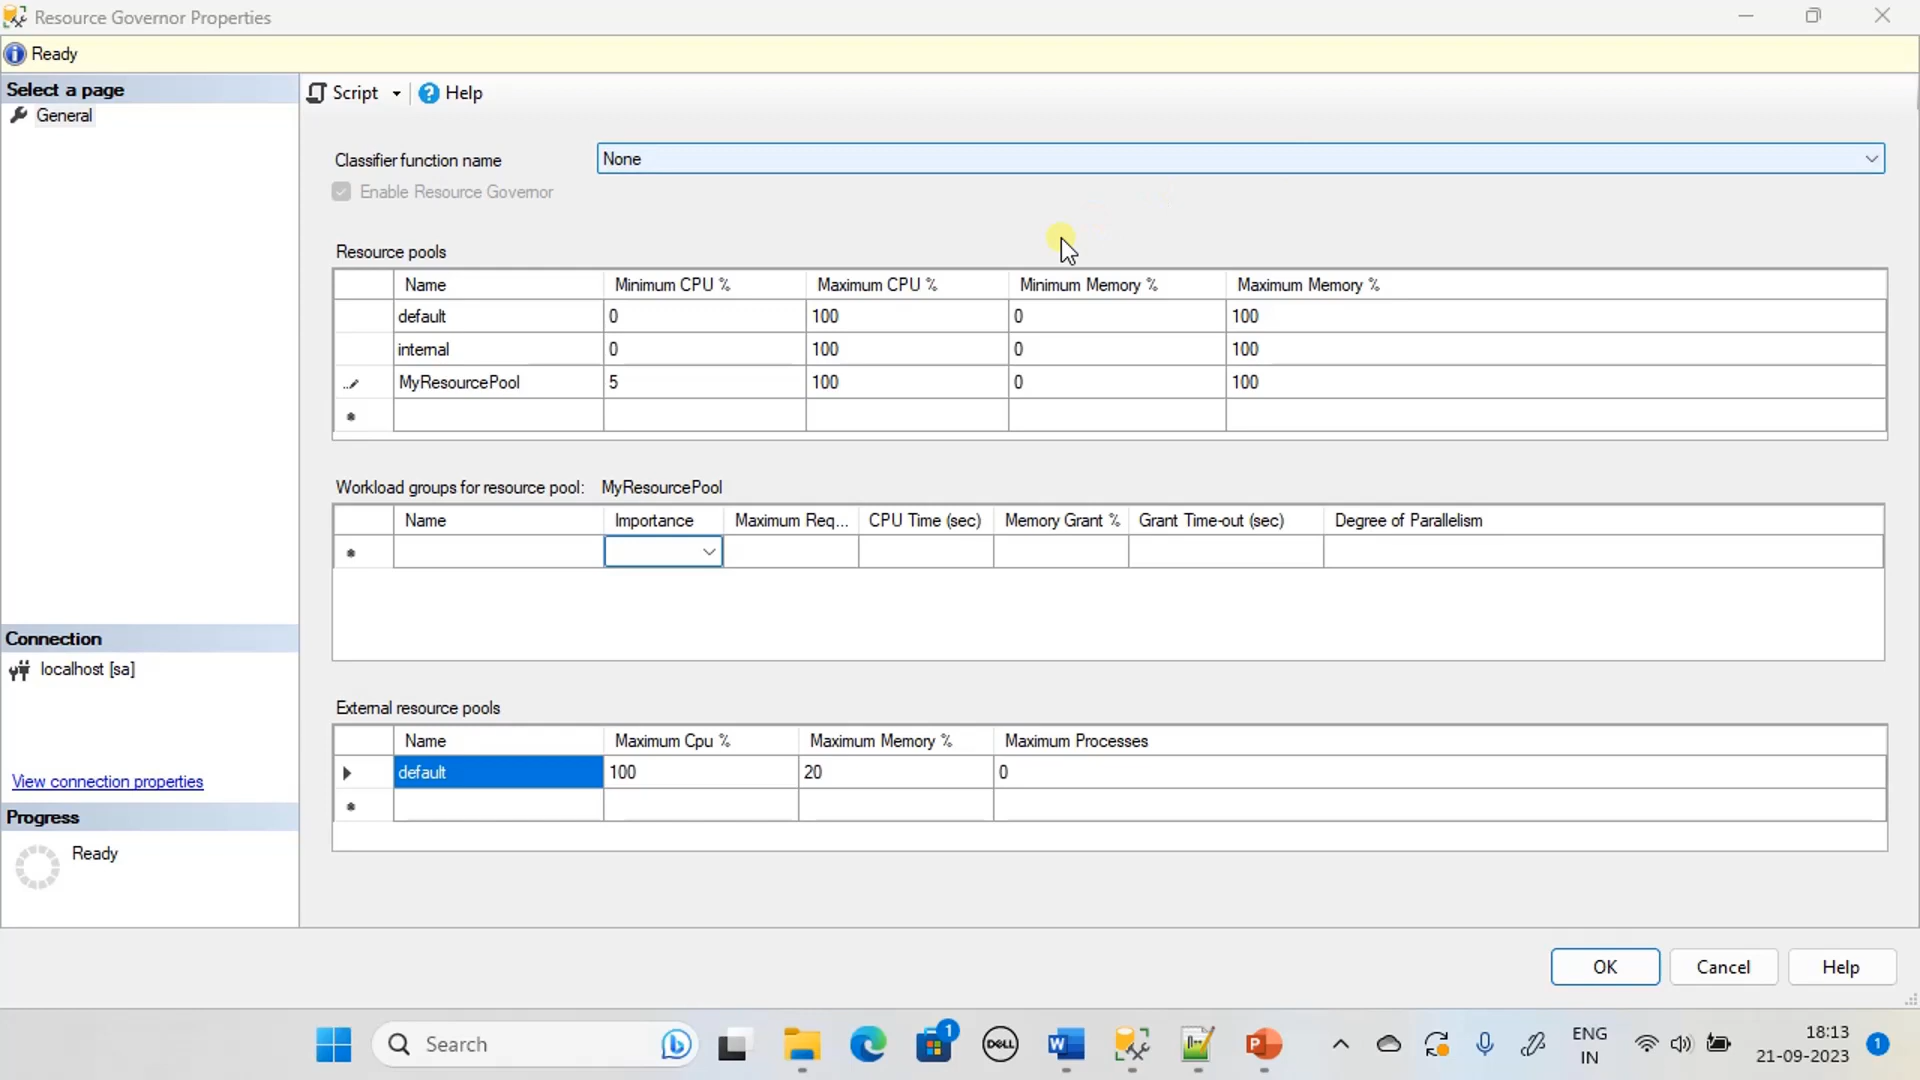 Resource Governor Properties
Ready
Select a page
General
Script
Help
Classifier function name
None
Enable Resource Governor
Resource pools
Name Minimum CPU % Maximum CPU % Minimum Memory % Maximum Memory %
default 0 100 0 100
internal 0 100 0 100
MyResourcePool 5 100 0 100
Workload groups for resource pool: MyResourcePool
Name Importance Maximum Req... CPU Time (sec) Memory Grant % Grant Time-out (sec) Degree of Parallelism
Connection
localhost [sa]
View connection properties
Progress
Ready
External resource pools
Name Maximum Cpu % Maximum Memory % Maximum Processes
default 100 20 0
OK Cancel Help
Search
1
DELL
W
P
ENG
IN
18:13
21-09-2023
1